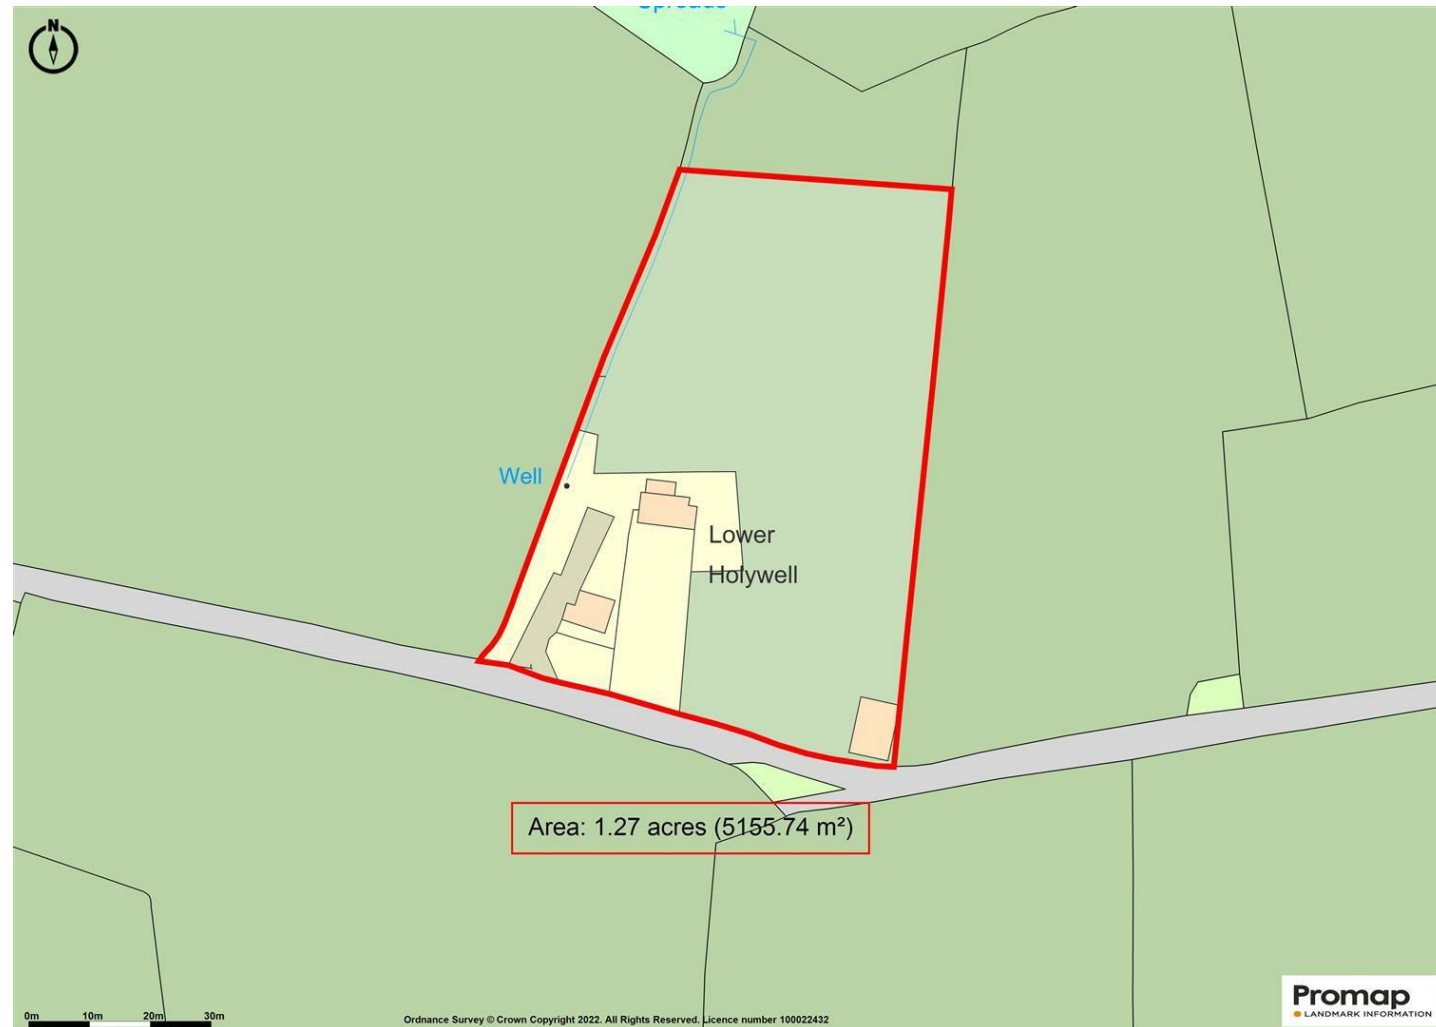 N
Well
Lower
Holywell
Area: 1.27 acres (5155.74 m²)
0m 10m 20m 30m
Ordnance Survey © Crown Copyright 2022. All Rights Reserved. Licence number 100022432
Promap
LANDMARK INFORMATION